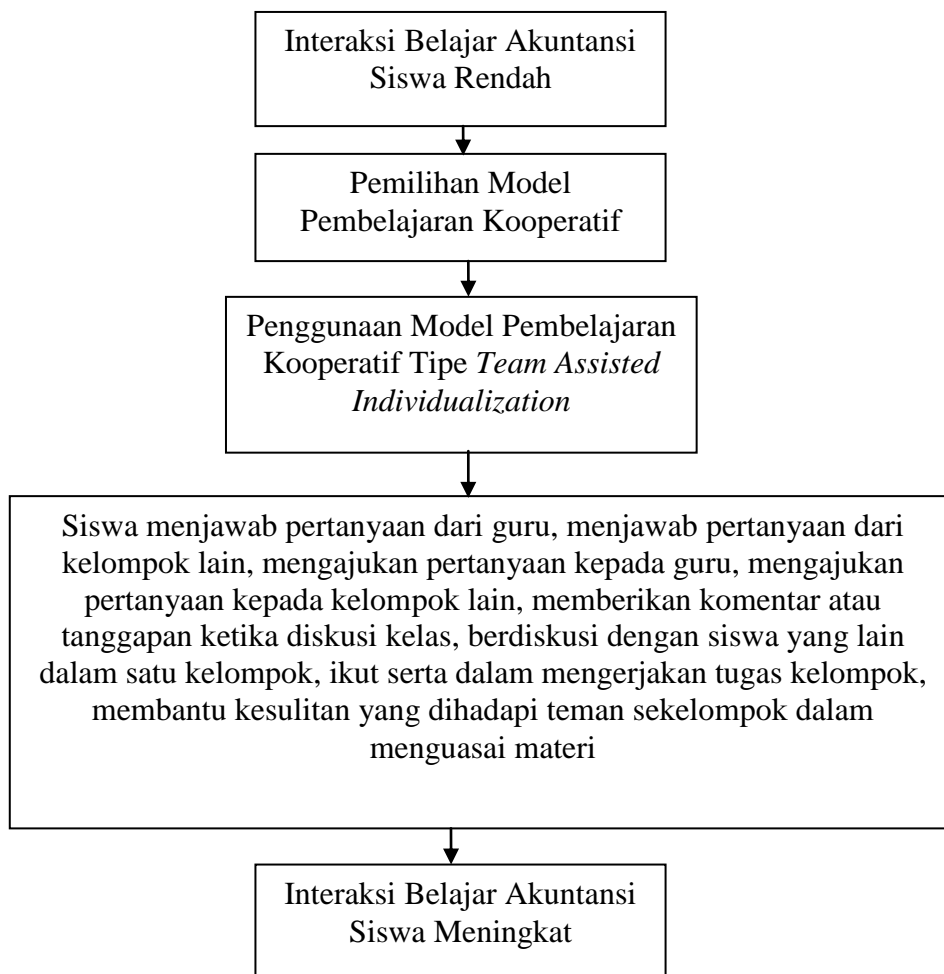 Interaksi Belajar Akuntansi
Siswa Rendah
Pemilihan Model
Pembelajaran Kooperatif
Penggunaan Model Pembelajaran
Kooperatif Tipe Team Assisted
Individualization
Siswa menjawab pertanyaan dari guru, menjawab pertanyaan dari
kelompok lain, mengajukan pertanyaan kepada guru, mengajukan
pertanyaan kepada kelompok lain, memberikan komentar atau
tanggapan ketika diskusi kelas, berdiskusi dengan siswa yang lain
dalam satu kelompok, ikut serta dalam mengerjakan tugas kelompok,
membantu kesulitan yang dihadapi teman sekelompok dalam
menguasai materi
Interaksi Belajar Akuntansi
Siswa Meningkat